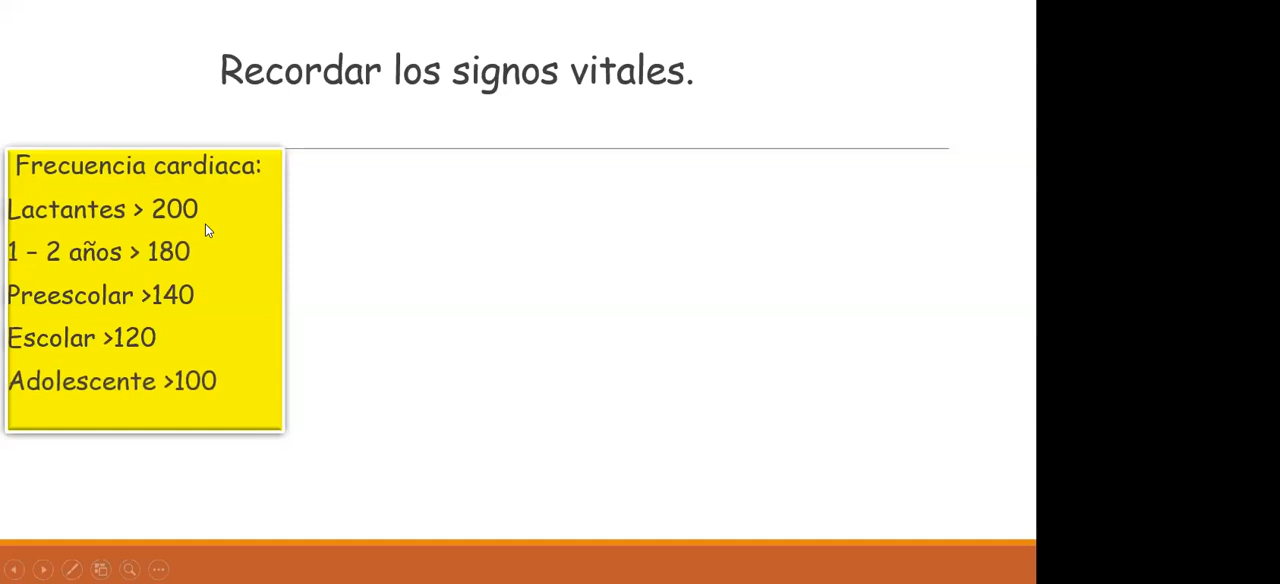 Recordar los signos vitales.
Frecuencia cardiaca:
Lactantes > 200
1 – 2 años > 180
Preescolar >140
Escolar >120
Adolescente >100